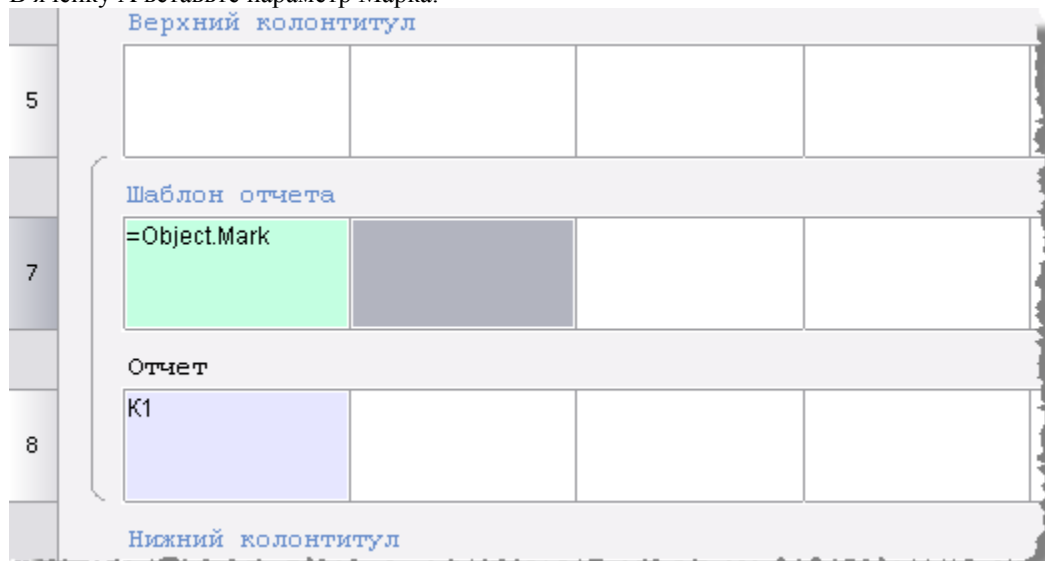 Верхний колонтитул
5
Шаблон отчета
=Object.Mark
7
Отчет
K1
8
Нижний колонтитул